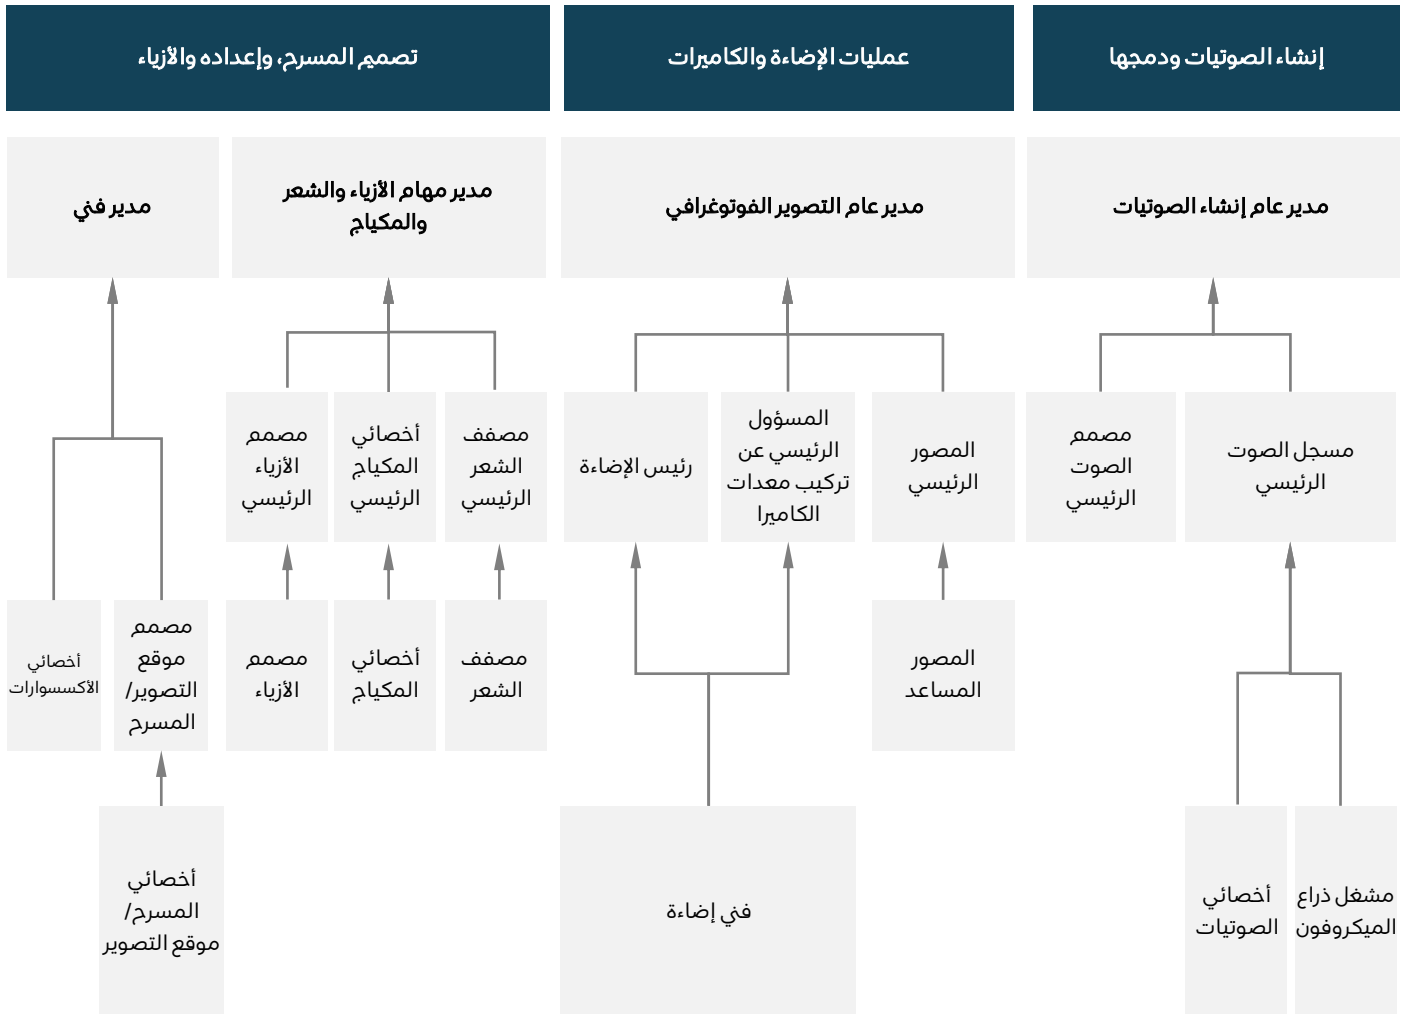 إنشاء الصوتيات ودمجها
عمليات الإضاءة والكاميرات
تصميم المسرح، وإعداده والأزياء
مدير عام إنشاء الصوتيات
مدير عام التصوير الفوتوغرافي
مدير مهام الأزياء والشعر
والمكياج
مدير فني
مسجل الصوت
الرئيسي
مصمم
الصوت
الرئيسي
المصور
الرئيسي
المسؤول
الرئيسي عن
تركيب معدات
الكاميرا
رئيس الإضاءة
مصفف
الشعر
الرئيسي
أخصائي
المكياج
الرئيسي
مصمم
الأزياء
الرئيسي
المصور
المساعد
مصفف
الشعر
أخصائي
المكياج
مصمم
الأزياء
مصمم
موقع
التصوير/
المسرح
أخصائي
الأكسسوارات
مشغل ذراع
الميكروفون
أخصائي
الصوتيات
فني إضاءة
أخصائي
المسرح/
موقع التصوير